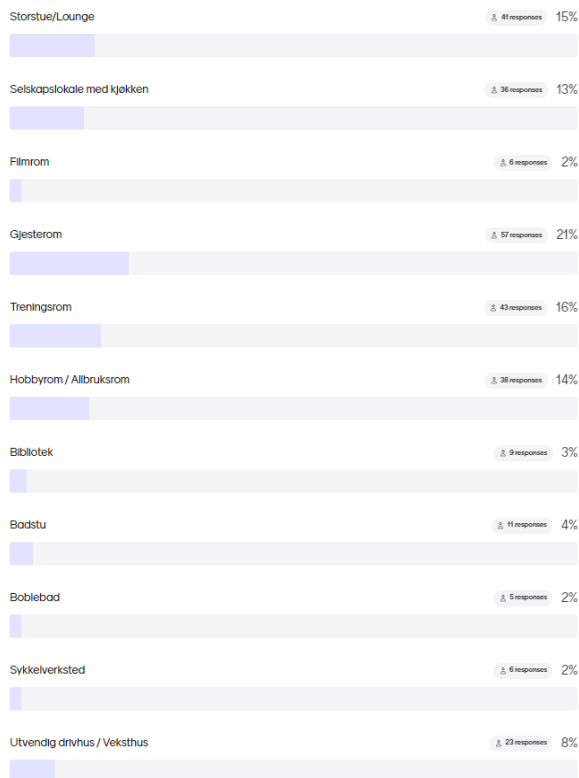 Storstue/Lounge 41 responses 15%
Selskapslokale med kjøkken 36 responses 13%
Filmrom 6 responses 2%
Gjesterom 57 responses 21%
Treningsrom 43 responses 16%
Hobbyrom / Allbruksrom 38 responses 14%
Bibliotek 9 responses 3%
Badstu 11 responses 4%
Boblebad 5 responses 2%
Sykkelverksted 6 responses 2%
Utvendig drivhus / Veksthus 23 responses 8%